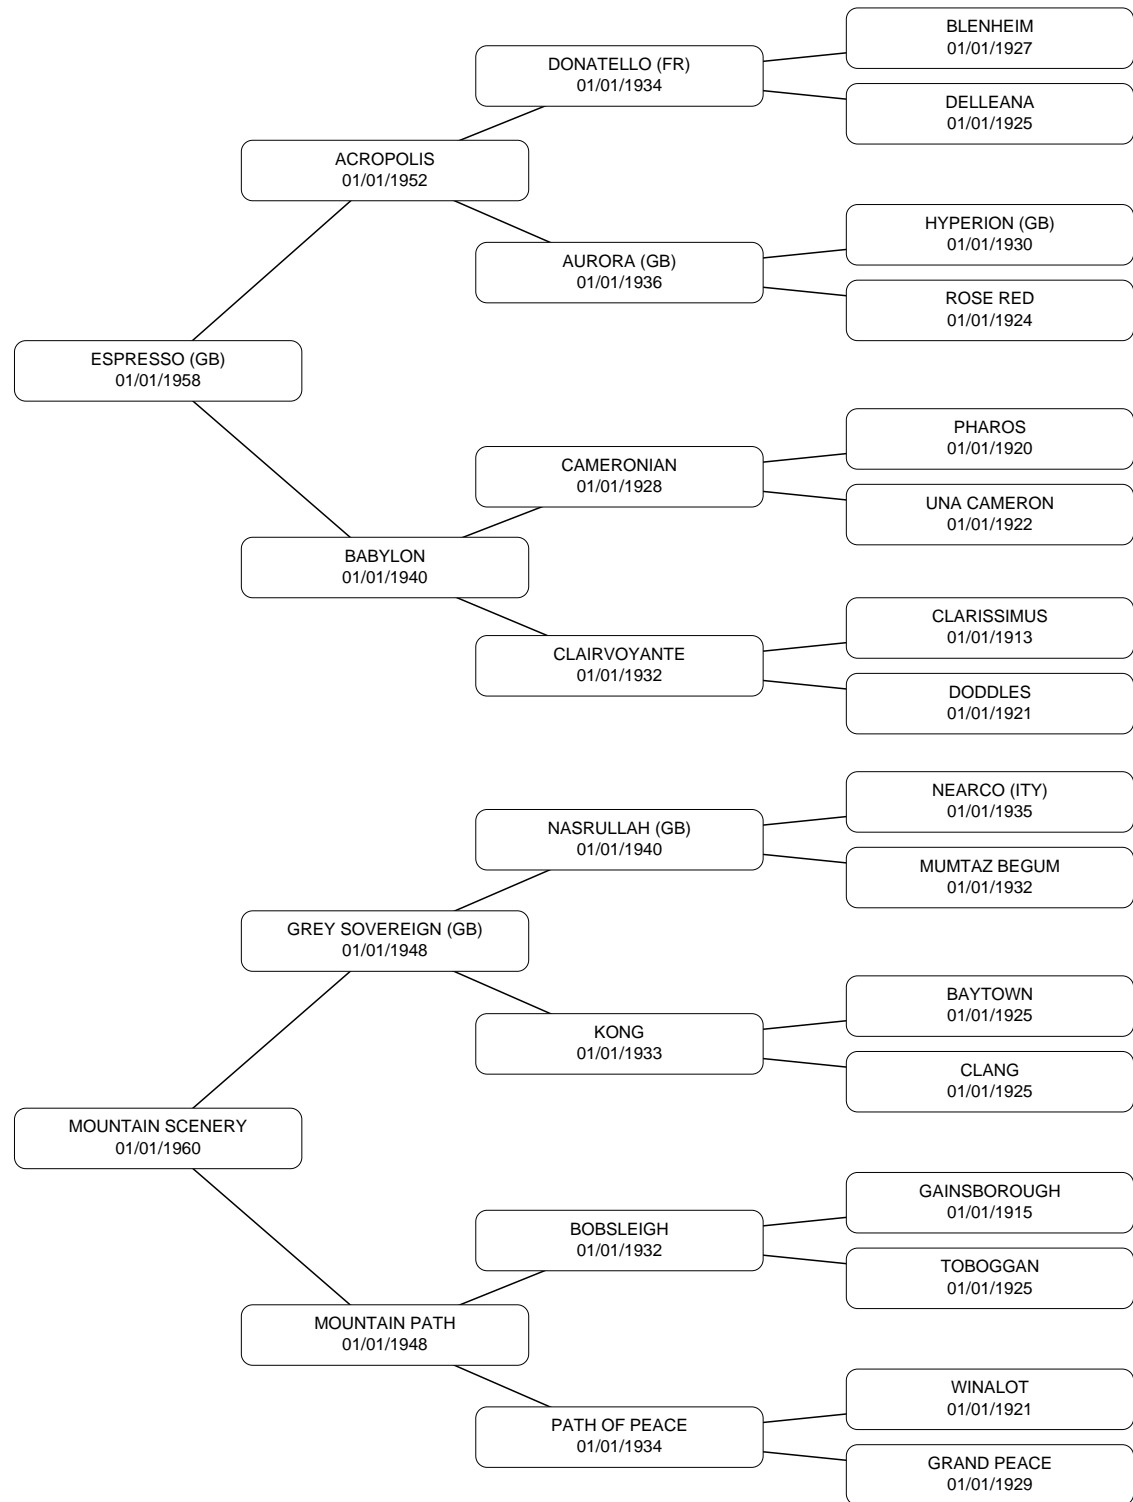 BLENHEIM
01/01/1927
DONATELLO (FR)
01/01/1934
DELLEANA
01/01/1925
ACROPOLIS
01/01/1952
HYPERION (GB)
01/01/1930
AURORA (GB)
01/01/1936
ROSE RED
01/01/1924
ESPRESSO (GB)
01/01/1958
PHAROS
01/01/1920
CAMERONIAN
01/01/1928
UNA CAMERON
01/01/1922
BABYLON
01/01/1940
CLARISSIMUS
01/01/1913
CLAIRVOYANTE
01/01/1932
DODDLES
01/01/1921
NEARCO (ITY)
01/01/1935
NASRULLAH (GB)
01/01/1940
MUMTAZ BEGUM
01/01/1932
GREY SOVEREIGN (GB)
01/01/1948
BAYTOWN
01/01/1925
KONG
01/01/1933
CLANG
01/01/1925
MOUNTAIN SCENERY
01/01/1960
GAINSBOROUGH
01/01/1915
BOBSLEIGH
01/01/1932
TOBOGGAN
01/01/1925
MOUNTAIN PATH
01/01/1948
WINALOT
01/01/1921
PATH OF PEACE
01/01/1934
GRAND PEACE
01/01/1929